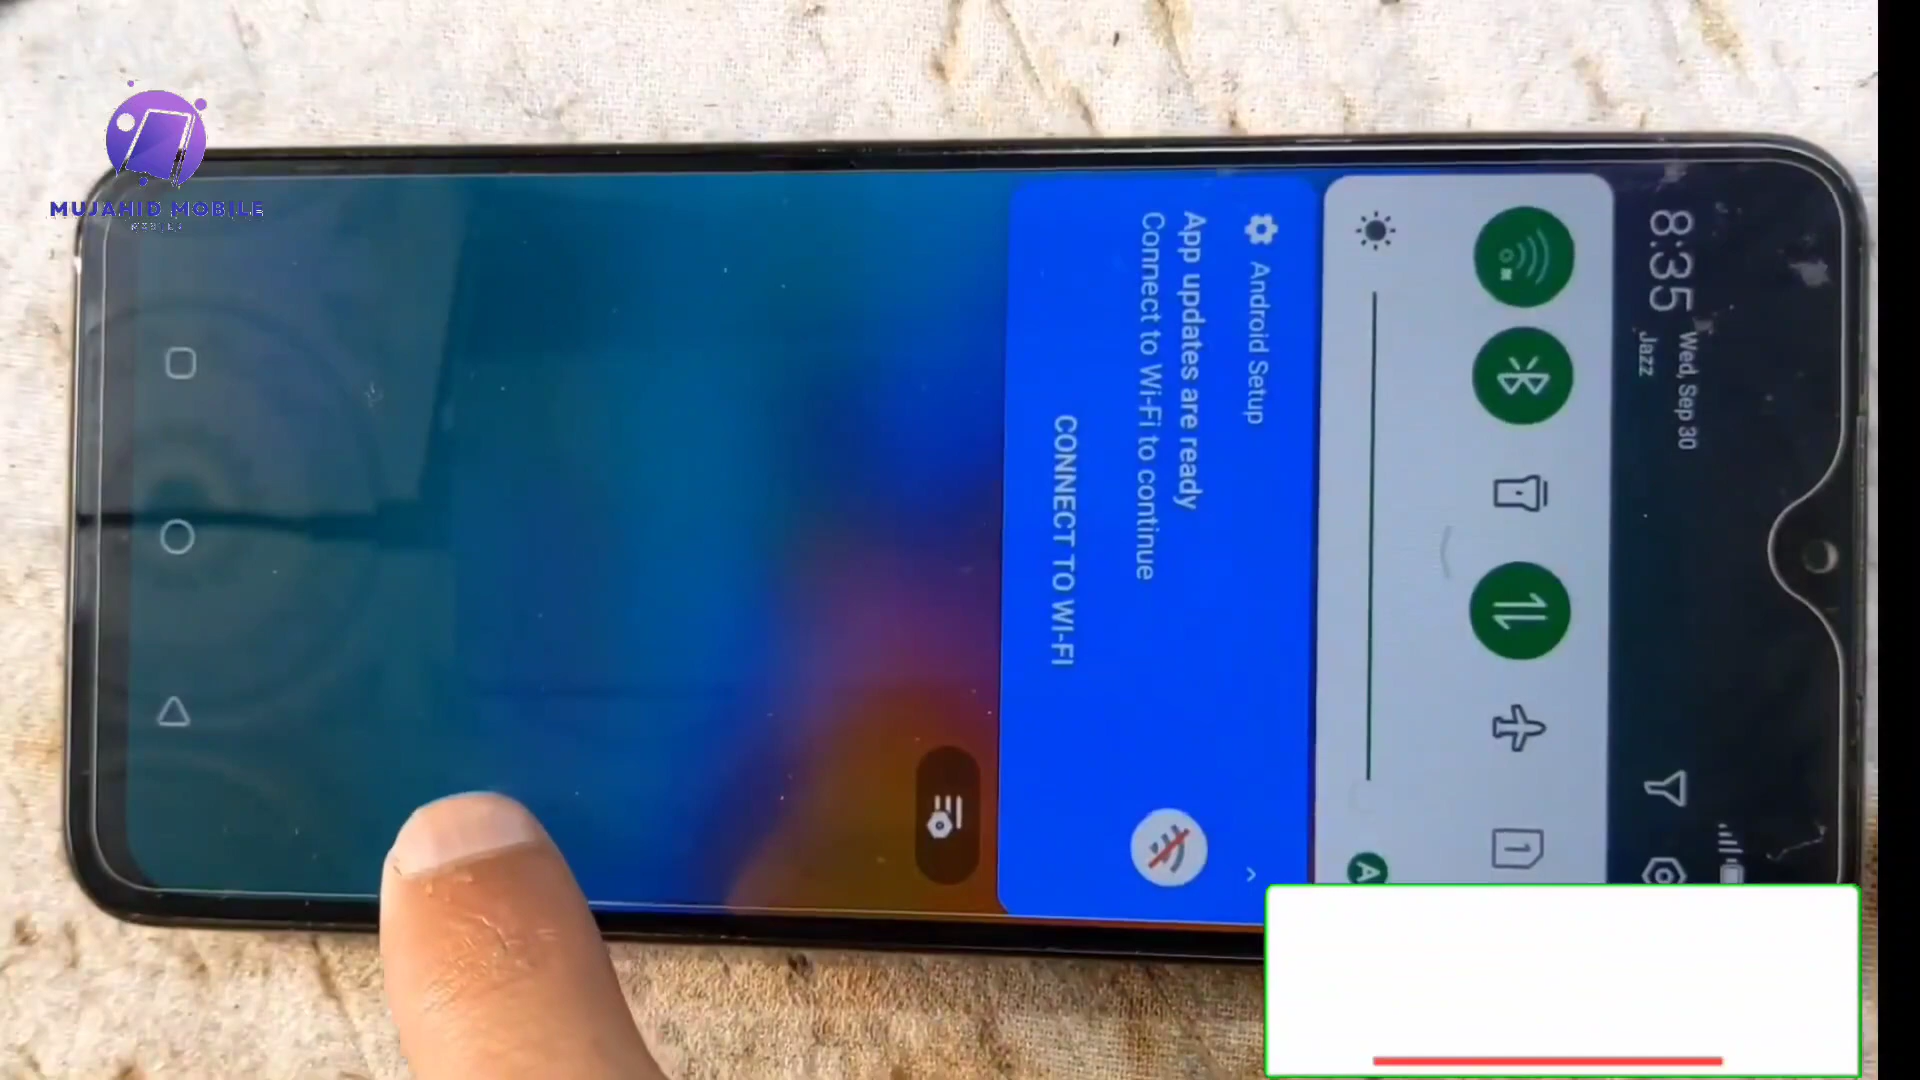 MUJAHID MOBILE
8:35
Wed, Sep 30
Jazz
1
A
Android Setup
App updates are ready
Connect to Wi-Fi to continue
CONNECT TO WI-FI